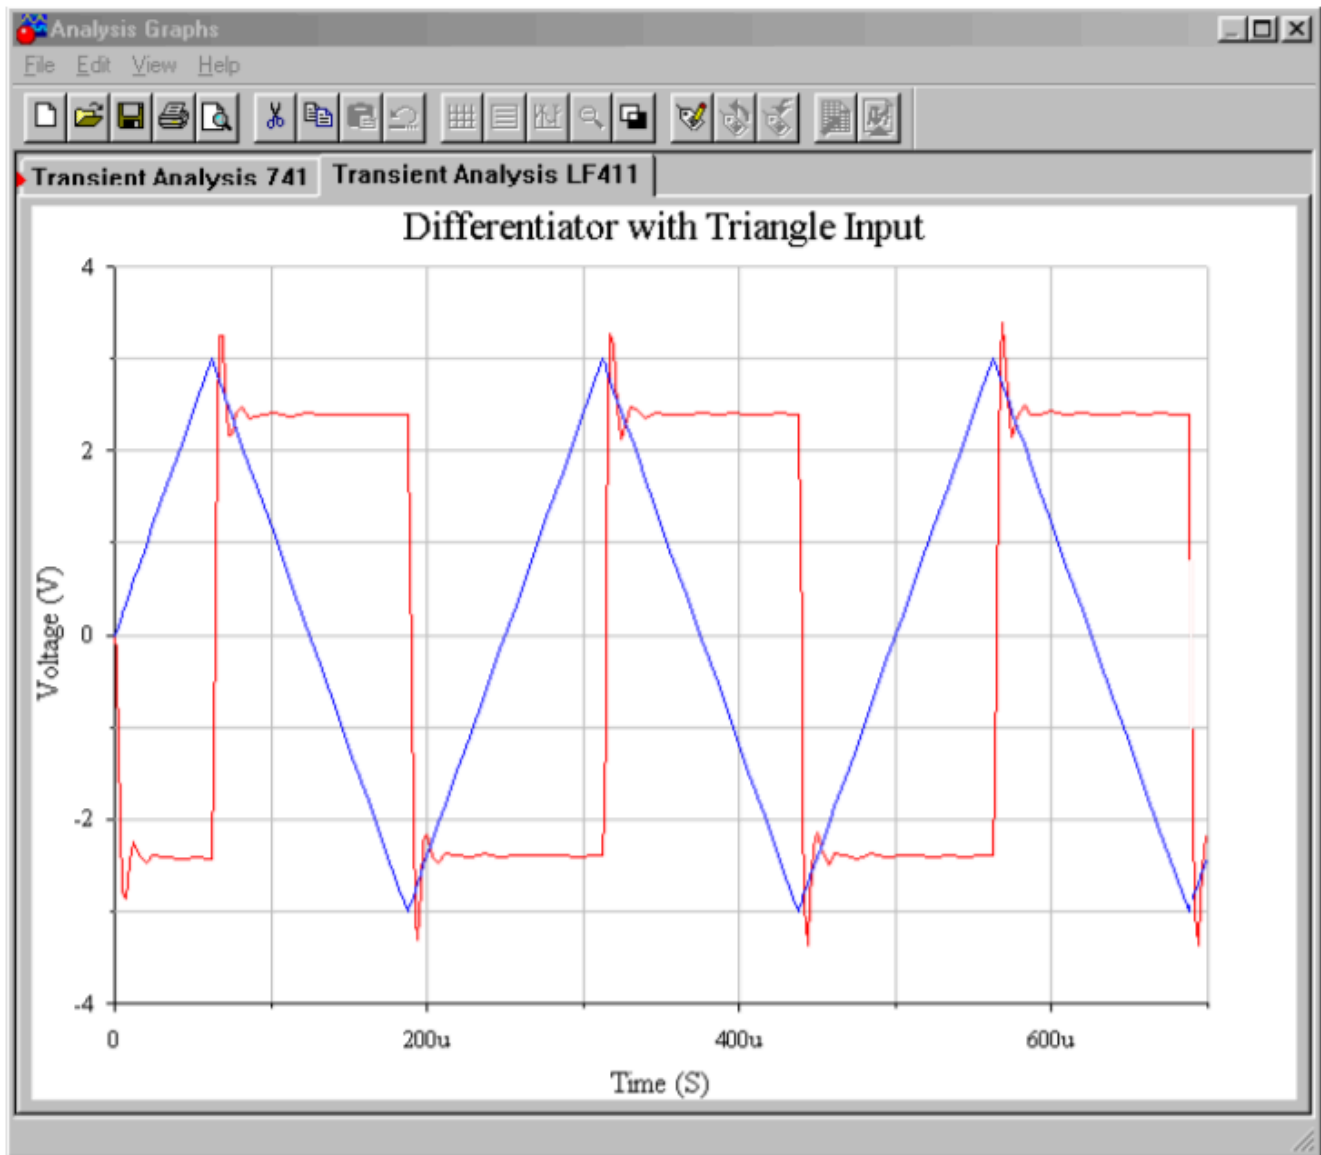 Analysis Graphs
File Edit View Help
Transient Analysis 741 Transient Analysis LF411
Differentiator with Triangle Input
4
2
0
-2
-4
Voltage (V)
0 200u 400u 600u
Time (S)